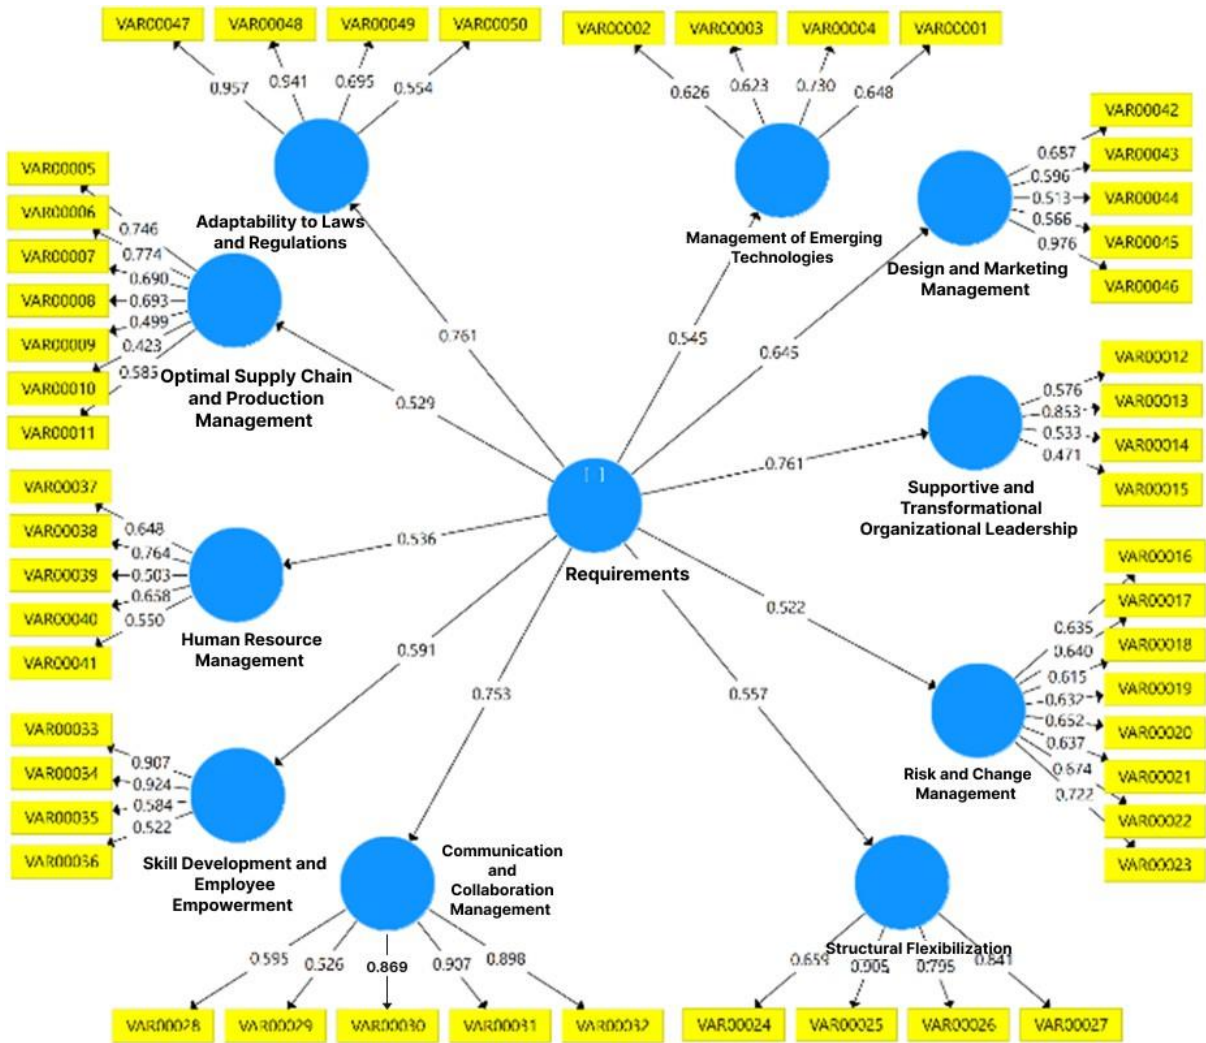 VAR00047 VAR00048 VAR00049 VAR00050
0.957 0.941 0.695 0.554
Adaptability to Laws
and Regulations
VAR00002 VAR00003 VAR00004 VAR00001
0.626 0.623 0.730 0.648
Management of Emerging
Technologies
VAR00042
VAR00043
VAR00044
VAR00045
VAR00046
0.687
0.596
0.513
0.566
0.976
Design and Marketing
Management
VAR00005
VAR00006
VAR00007
VAR00008
VAR00009
VAR00010
VAR00011
0.746
0.774
0.690
0.693
0.499
0.423
0.585
Optimal Supply Chain
and Production
Management
0.761
0.545
0.645
0.529
0.761
VAR00012
VAR00013
VAR00014
VAR00015
0.576
0.853
0.533
0.471
Supportive and
Transformational
Organizational Leadership
[ ]
Requirements
VAR00037
VAR00038
VAR00039
VAR00040
VAR00041
0.648
0.764
0.503
0.658
0.550
Human Resource
Management
0.536
0.522
0.591
0.753
0.557
VAR00016
VAR00017
VAR00018
VAR00019
VAR00020
VAR00021
VAR00022
VAR00023
0.635
0.640
0.615
0.632
0.652
0.637
0.674
0.722
Risk and Change
Management
VAR00033
VAR00034
VAR00035
VAR00036
0.907
0.924
0.584
0.522
Skill Development and
Employee
Empowerment
Communication
and
Collaboration
Management
0.595 0.526 0.869 0.907 0.898
VAR00028 VAR00029 VAR00030 VAR00031 VAR00032
Structural Flexibilization
0.659 0.905 0.795 0.841
VAR00024 VAR00025 VAR00026 VAR00027